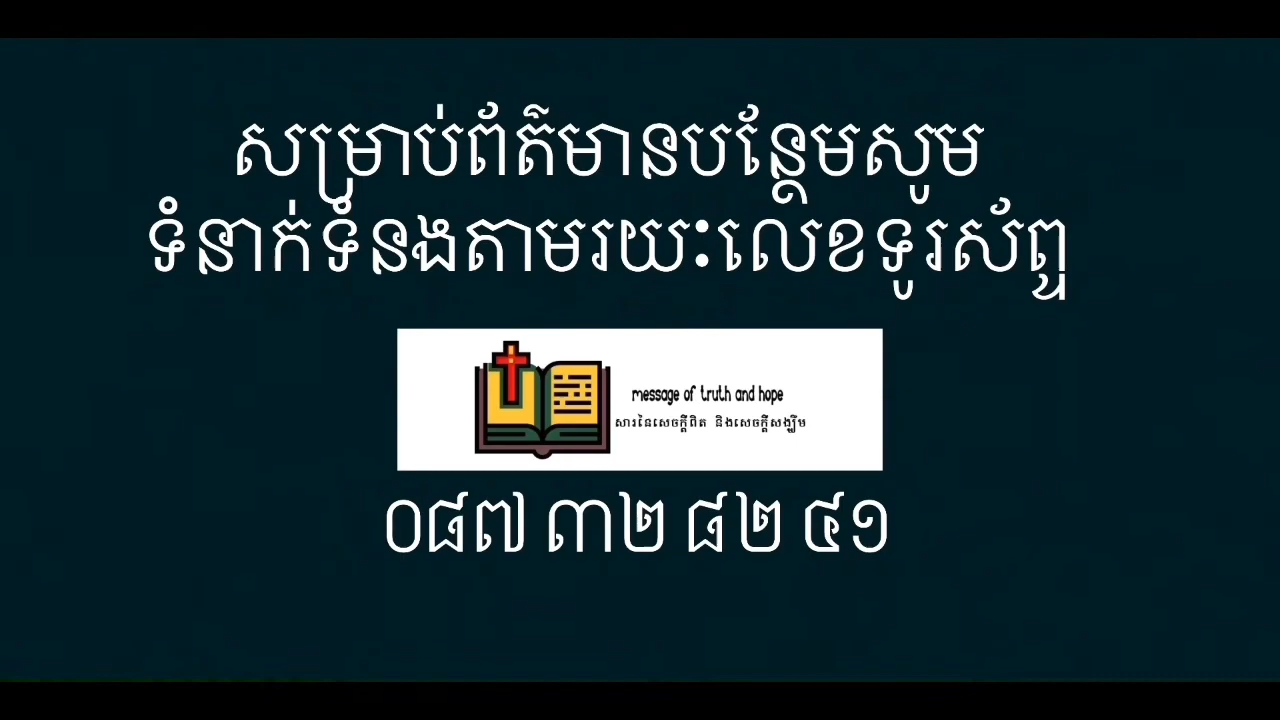 សម្រាប់ព័ត៌មានបន្ថែមសូម
ទំនាក់ទំនងតាមរយៈលេខទូរស័ព្ទ
message of truth and hope
សារនៃសេចក្ដីពិត និងសេចក្ដីសង្ឃឹម
០៨៧ ៣២ ៨២ ៤១